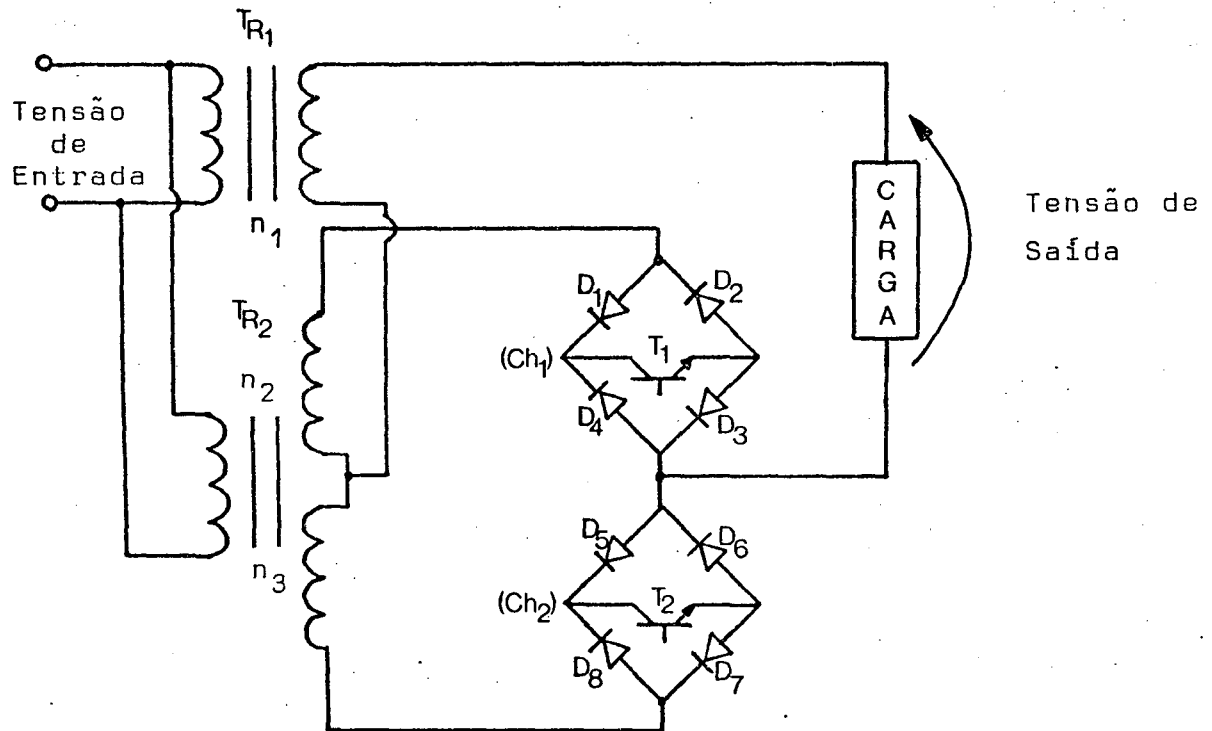 TR1
Tensão
de
Entrada
n1
TR2
n2
n3
D1
D2
(Ch1)
T1
D4
D3
D5
D6
(Ch2)
T2
D8
D7
CARGA
Tensão de
Saída